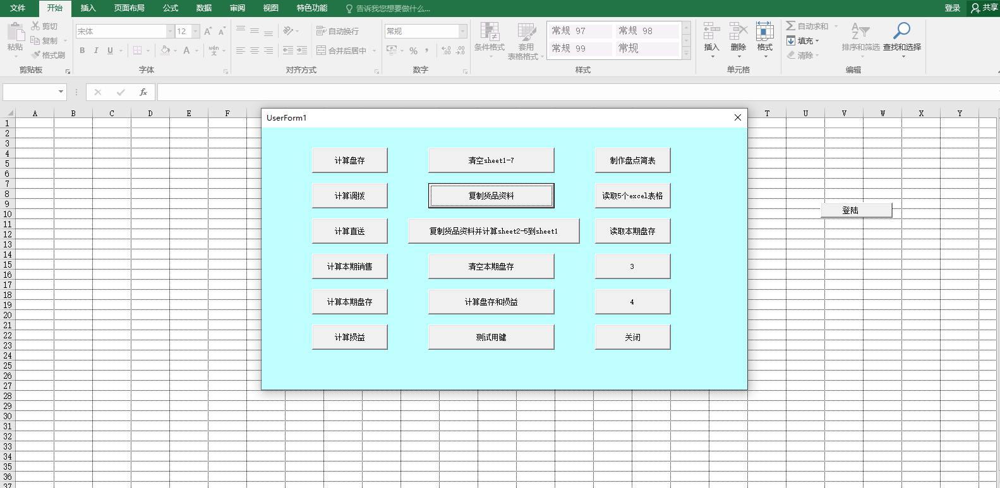 文件 开始 插入 页面布局 公式 数据 审阅 视图 特色功能 告诉我您想要做什么... 登录 共享
剪切
复制
格式刷
粘贴
剪贴板
宋体 12 A A
B I U A wén 文
字体
自动换行
合并后居中
对齐方式
常规
% , .0 .00
数字
条件格式 套用
表格格式
常规 97 常规 98
常规 99 常规
样式
插入 删除 格式
单元格
自动求和
填充
清除
排序和筛选 查找和选择
编辑
fx
A B C D E F T U V W X Y
UserForm1
计算盘存 清空sheet1-7 制作盘点简表
计算调拨 复制货品资料 读取5个excel表格
计算直送 复制货品资料并计算sheet2-5到sheet1 读取本期盘存
计算本期销售 清空本期盘存 3
计算本期盘存 计算盘存和损益 4
计算损益 测试用键 关闭
登陆
1
2
3
4
5
6
7
8
9
10
11
12
13
14
15
16
17
18
19
20
21
22
23
24
25
26
27
28
29
30
31
32
33
34
35
36
37